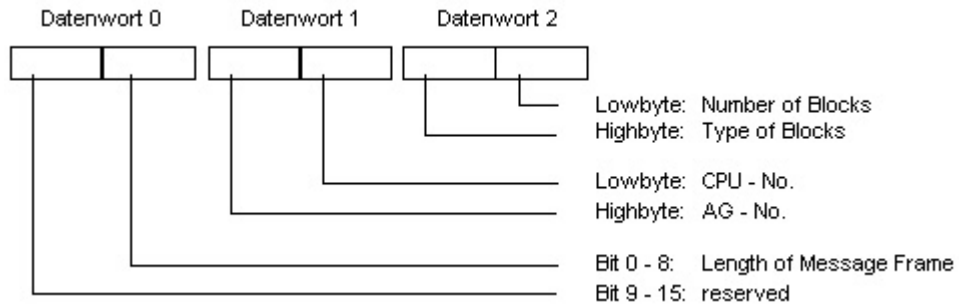 Datenwort 0 Datenwort 1 Datenwort 2
Lowbyte: Number of Blocks
Highbyte: Type of Blocks
Lowbyte: CPU - No.
Highbyte: AG - No.
Bit 0 - 8: Length of Message Frame
Bit 9 - 15: reserved